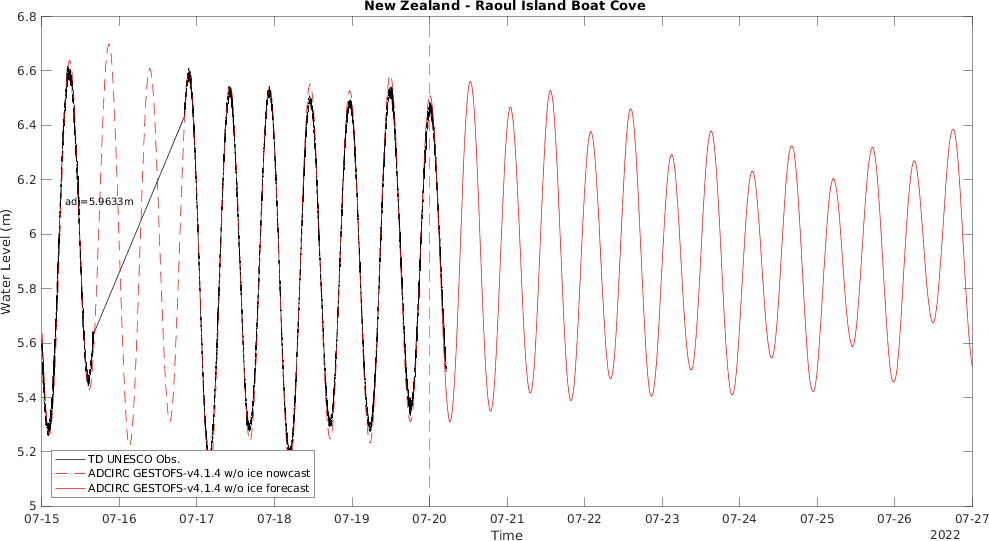 New Zealand - Raoul Island Boat Cove
6.8
6.6
6.4
6.2
6
5.8
5.6
5.4
5.2
5
Water Level (m)
adj=5.9633m
TD UNESCO Obs.
ADCIRC GESTOFS-v4.1.4 w/o ice nowcast
ADCIRC GESTOFS-v4.1.4 w/o ice forecast
07-15 07-16 07-17 07-18 07-19 07-20 07-21 07-22 07-23 07-24 07-25 07-26 07-27
Time
2022